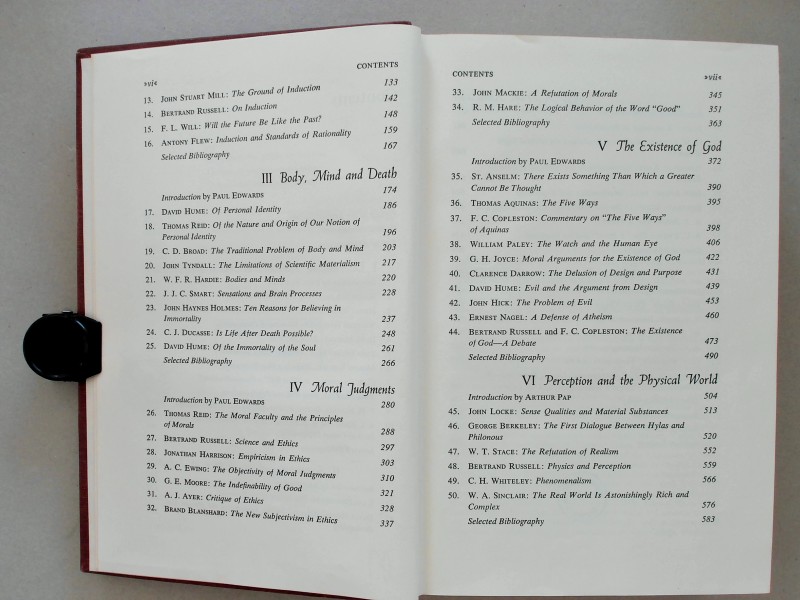 »vi«
CONTENTS
13. JOHN STUART MILL: The Ground of Induction 133
14. BERTRAND RUSSELL: On Induction 142
15. F. L. WILL: Will the Future Be Like the Past? 148
16. ANTONY FLEW: Induction and Standards of Rationality 159
Selected Bibliography 167
III Body, Mind and Death
Introduction by PAUL EDWARDS 174
17. DAVID HUME: Of Personal Identity 186
18. THOMAS REID: Of the Nature and Origin of Our Notion of
Personal Identity 196
19. C. D. BROAD: The Traditional Problem of Body and Mind 203
20. JOHN TYNDALL: The Limitations of Scientific Materialism 217
21. W. F. R. HARDIE: Bodies and Minds 220
22. J. J. C. SMART: Sensations and Brain Processes 228
23. JOHN HAYNES HOLMES: Ten Reasons for Believing in
Immortality 237
24. C. J. DUCASSE: Is Life After Death Possible? 248
25. DAVID HUME: Of the Immortality of the Soul 261
Selected Bibliography 266
IV Moral Judgments
Introduction by PAUL EDWARDS 280
26. THOMAS REID: The Moral Faculty and the Principles
of Morals 288
27. BERTRAND RUSSELL: Science and Ethics 297
28. JONATHAN HARRISON: Empiricism in Ethics 303
29. A. C. EWING: The Objectivity of Moral Judgments 310
30. G. E. MOORE: The Indefinability of Good 321
31. A. J. AYER: Critique of Ethics 328
32. BRAND BLANSHARD: The New Subjectivism in Ethics 337
CONTENTS
»vii«
33. JOHN MACKIE: A Refutation of Morals 345
34. R. M. HARE: The Logical Behavior of the Word "Good" 351
Selected Bibliography 363
V The Existence of God
Introduction by PAUL EDWARDS 372
35. ST. ANSELM: There Exists Something Than Which a Greater
Cannot Be Thought 390
36. THOMAS AQUINAS: The Five Ways 395
37. F. C. COPLESTON: Commentary on "The Five Ways"
of Aquinas 398
38. WILLIAM PALEY: The Watch and the Human Eye 406
39. G. H. JOYCE: Moral Arguments for the Existence of God 422
40. CLARENCE DARROW: The Delusion of Design and Purpose 431
41. DAVID HUME: Evil and the Argument from Design 439
42. JOHN HICK: The Problem of Evil 453
43. ERNEST NAGEL: A Defense of Atheism 460
44. BERTRAND RUSSELL and F. C. COPLESTON: The Existence
of God—A Debate 473
Selected Bibliography 490
VI Perception and the Physical World
Introduction by ARTHUR PAP 504
45. JOHN LOCKE: Sense Qualities and Material Substances 513
46. GEORGE BERKELEY: The First Dialogue Between Hylas and
Philonous 520
47. W. T. STACE: The Refutation of Realism 552
48. BERTRAND RUSSELL: Physics and Perception 559
49. C. H. WHITELEY: Phenomenalism 566
50. W. A. SINCLAIR: The Real World Is Astonishingly Rich and
Complex 576
Selected Bibliography 583